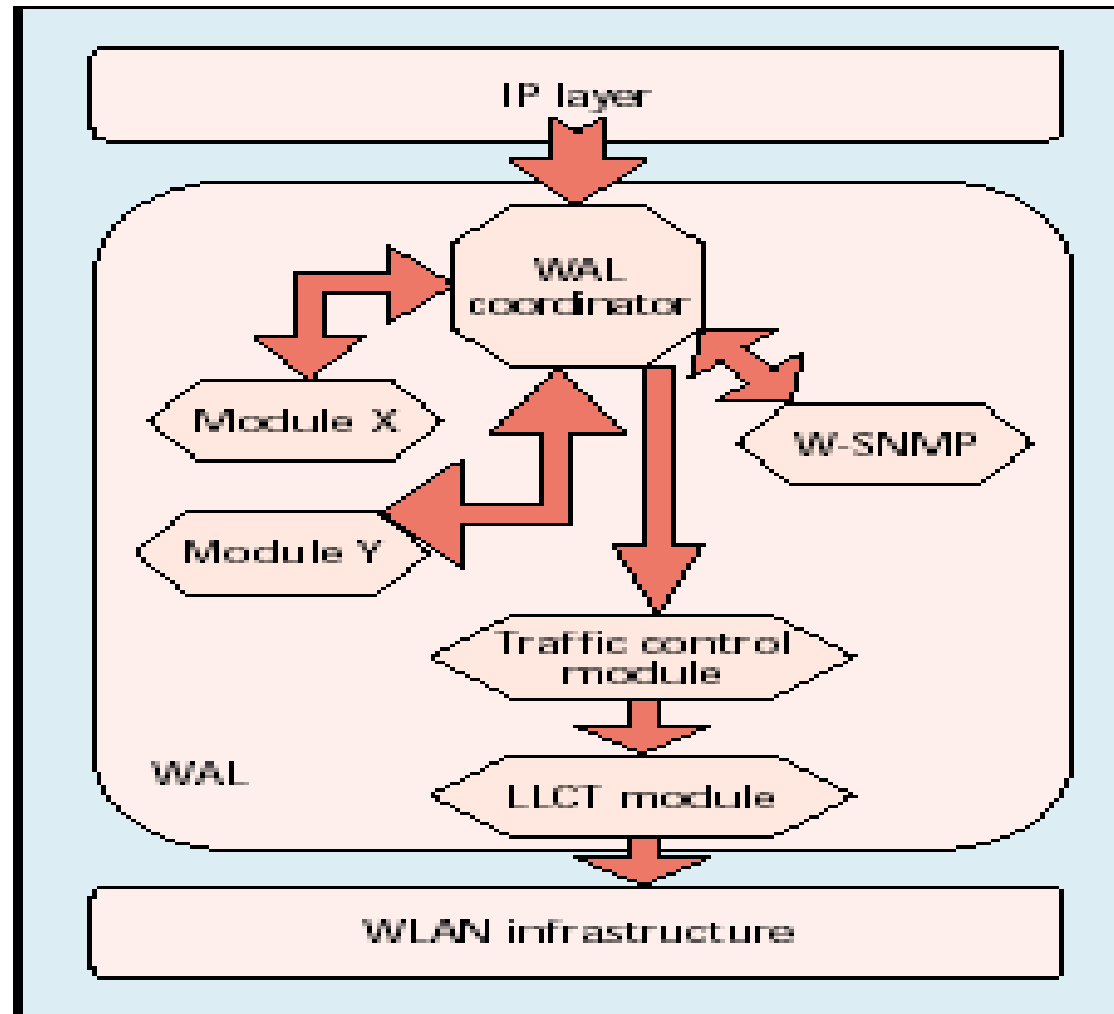 IP layer
WAL
coordinator
Module X
W-SNMP
Module Y
Traffic control
module
WAL
LLCT module
WLAN infrastructure